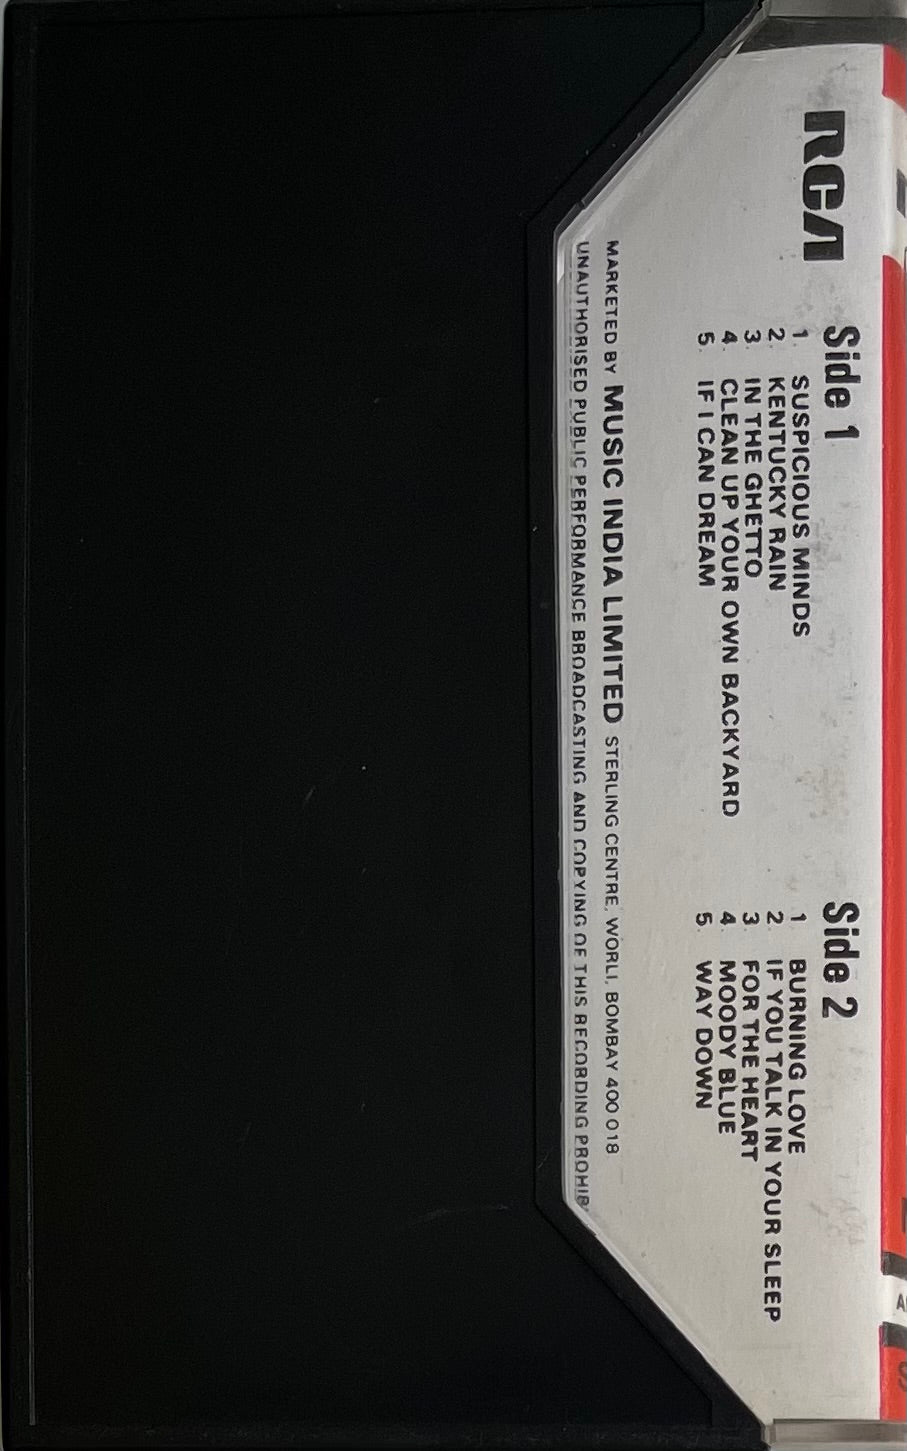 RCA
Side 1
1. SUSPICIOUS MINDS
2. KENTUCKY RAIN
3. IN THE GHETTO
4. CLEAN UP YOUR OWN BACKYARD
5. IF I CAN DREAM
Side 2
1. BURNING LOVE
2. IF YOU TALK IN YOUR SLEEP
3. FOR THE HEART
4. MOODY BLUE
5. WAY DOWN
MARKETED BY MUSIC INDIA LIMITED STERLING CENTRE, WORLI, BOMBAY 400 018
UNAUTHORISED PUBLIC PERFORMANCE BROADCASTING AND COPYING OF THIS RECORDING PROHIB